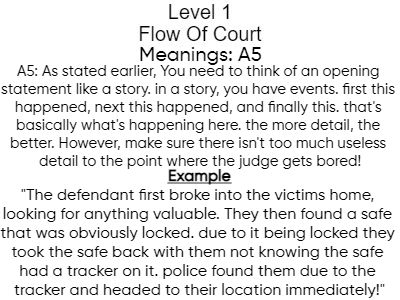 Level 1
Flow Of Court
Meanings: A5
A5: As stated earlier, You need to think of an opening
statement like a story. in a story, you have events. first this
happened, next this happened, and finally this. that's
basically what's happening here. the more detail, the
better. However, make sure there isn't too much useless
detail to the point where the judge gets bored!
Example
"The defendant first broke into the victims home,
looking for anything valuable. They then found a safe
that was obviously locked. due to it being locked they
took the safe back with them not knowing the safe
had a tracker on it. police found them due to the
tracker and headed to their location immediately!"